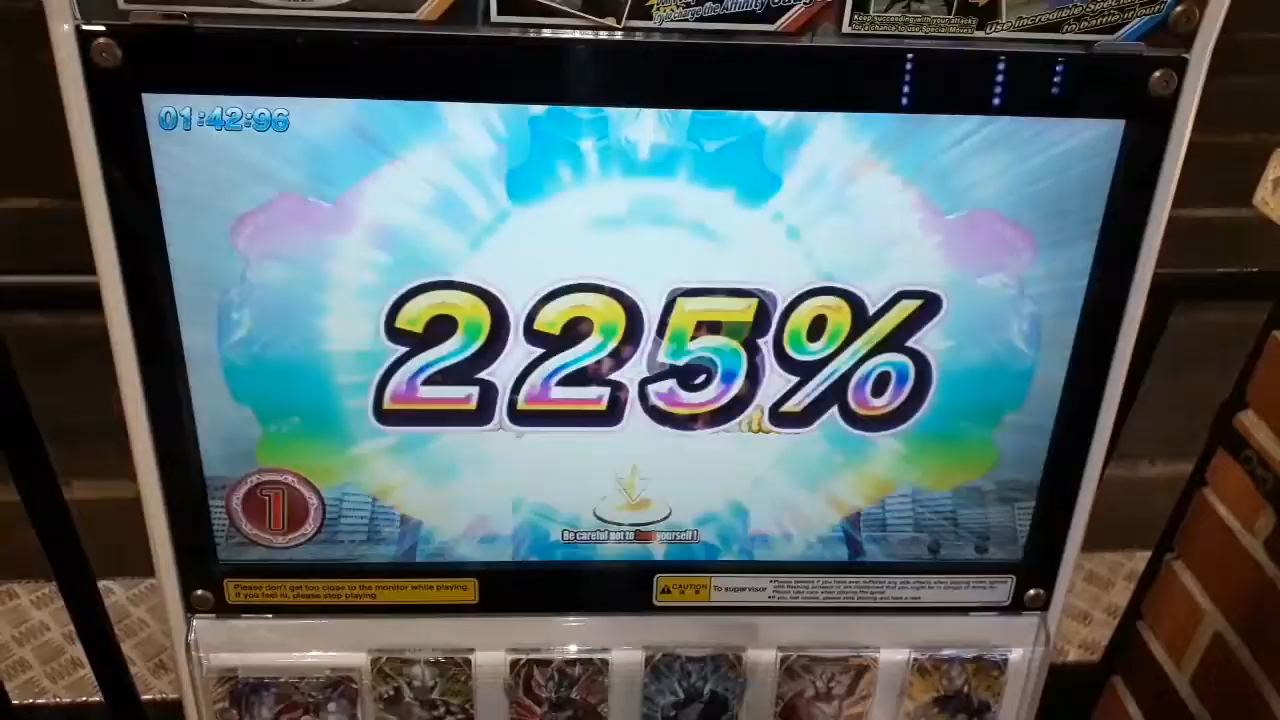 Try to charge the Affinity
Keep succeeding with your attacks
for a chance to use Special Moves!
Use incredible Special
to battle it out!
01:42:96
225%
1
Be careful not to yourself!
Please don't get too close to the monitor while playing.
If you feel ill, please stop playing
CAUTION
To supervisor